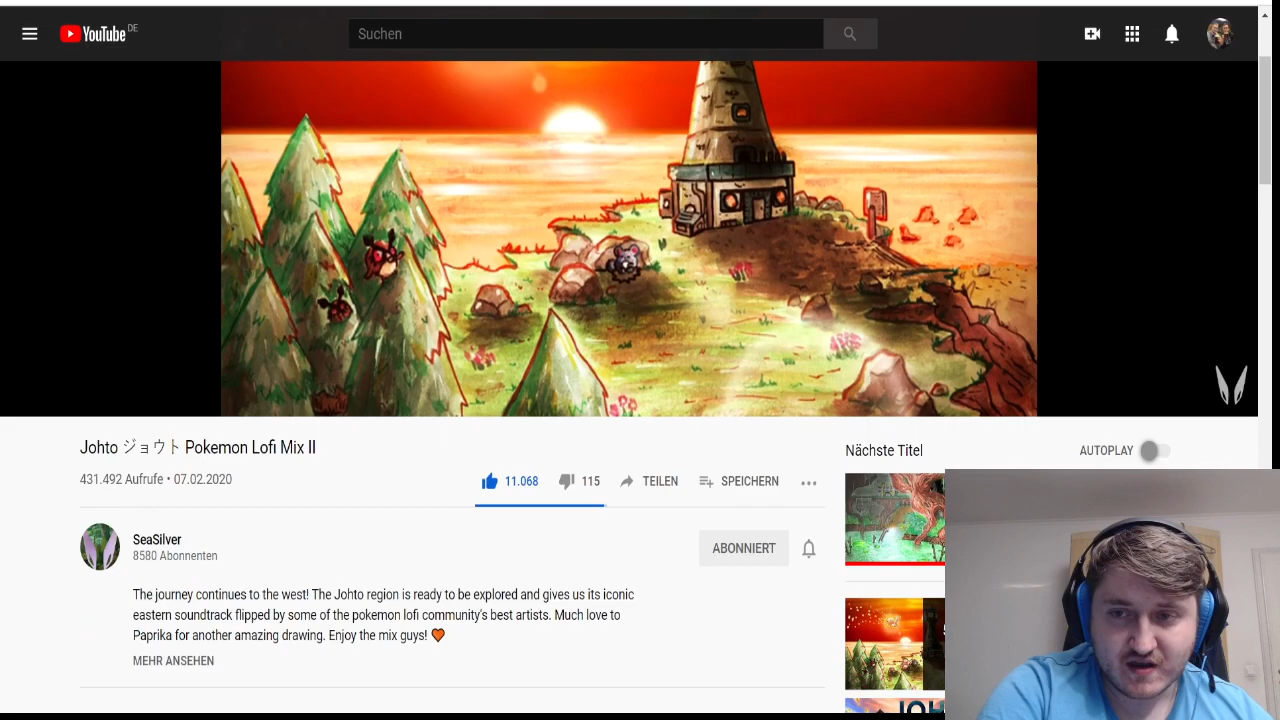 YouTube DE
Suchen
Johto ジョウト Pokemon Lofi Mix II
431.492 Aufrufe • 07.02.2020
11.068
115
TEILEN
SPEICHERN
SeaSilver
8580 Abonnenten
ABONNIERT
The journey continues to the west! The Johto region is ready to be explored and gives us its iconic
eastern soundtrack flipped by some of the pokemon lofi community's best artists. Much love to
Paprika for another amazing drawing. Enjoy the mix guys! 🧡
MEHR ANSEHEN
Nächste Titel
AUTOPLAY